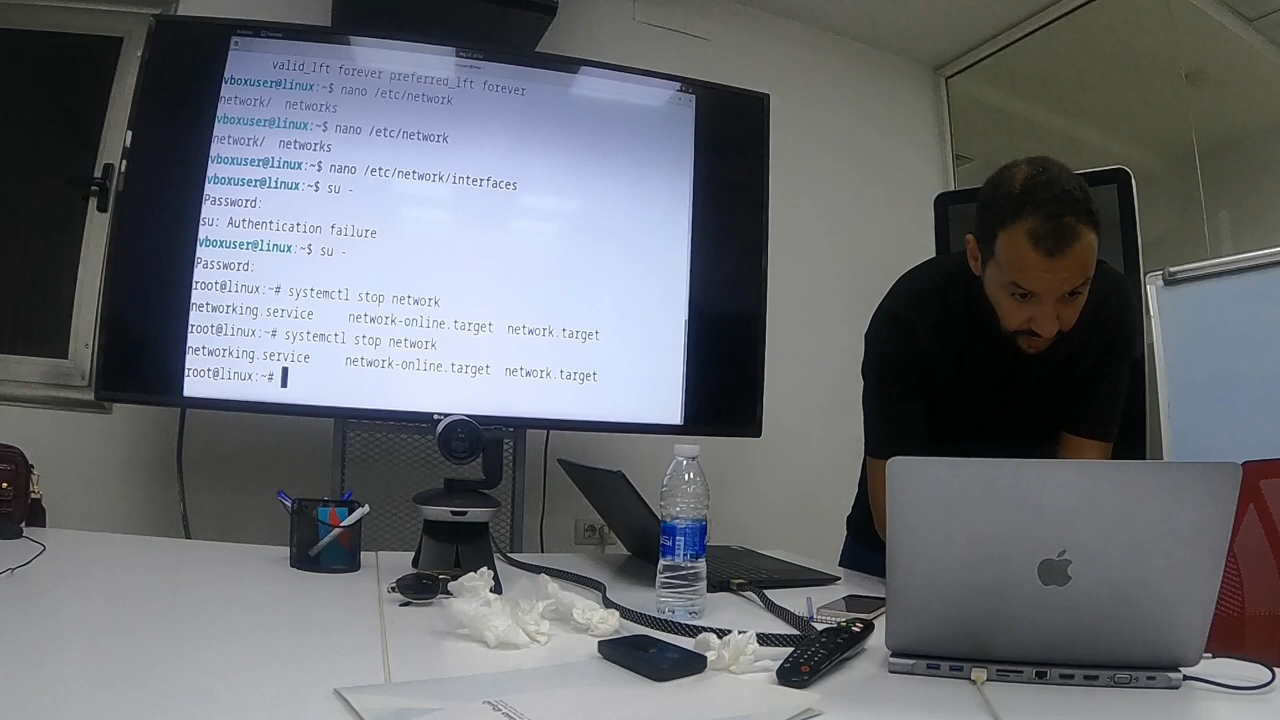 valid_lft forever preferred_lft forever
vboxuser@linux:~$ nano /etc/network
network/ networks
vboxuser@linux:~$ nano /etc/network
network/ networks
vboxuser@linux:~$ nano /etc/network/interfaces
vboxuser@linux:~$ su -
Password:
su: Authentication failure
vboxuser@linux:~$ su -
Password:
root@linux:~# systemctl stop network
networking.service network-online.target network.target
root@linux:~# systemctl stop network
networking.service network-online.target network.target
root@linux:~#
LG